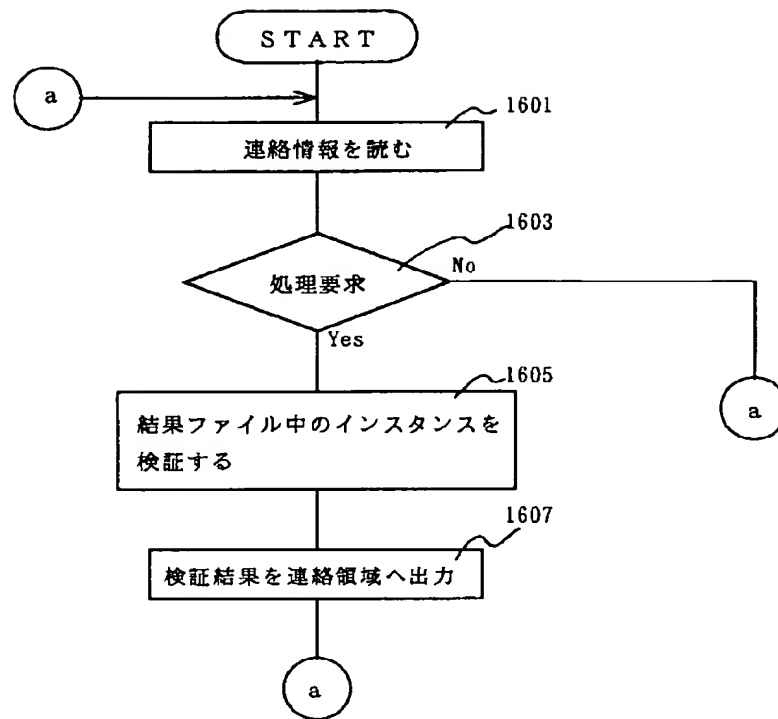 START
a
1601
連絡情報を読む
1603
処理要求
No
Yes
1605
結果ファイル中のインスタンスを
検証する
a
1607
検証結果を連絡領域へ出力
a